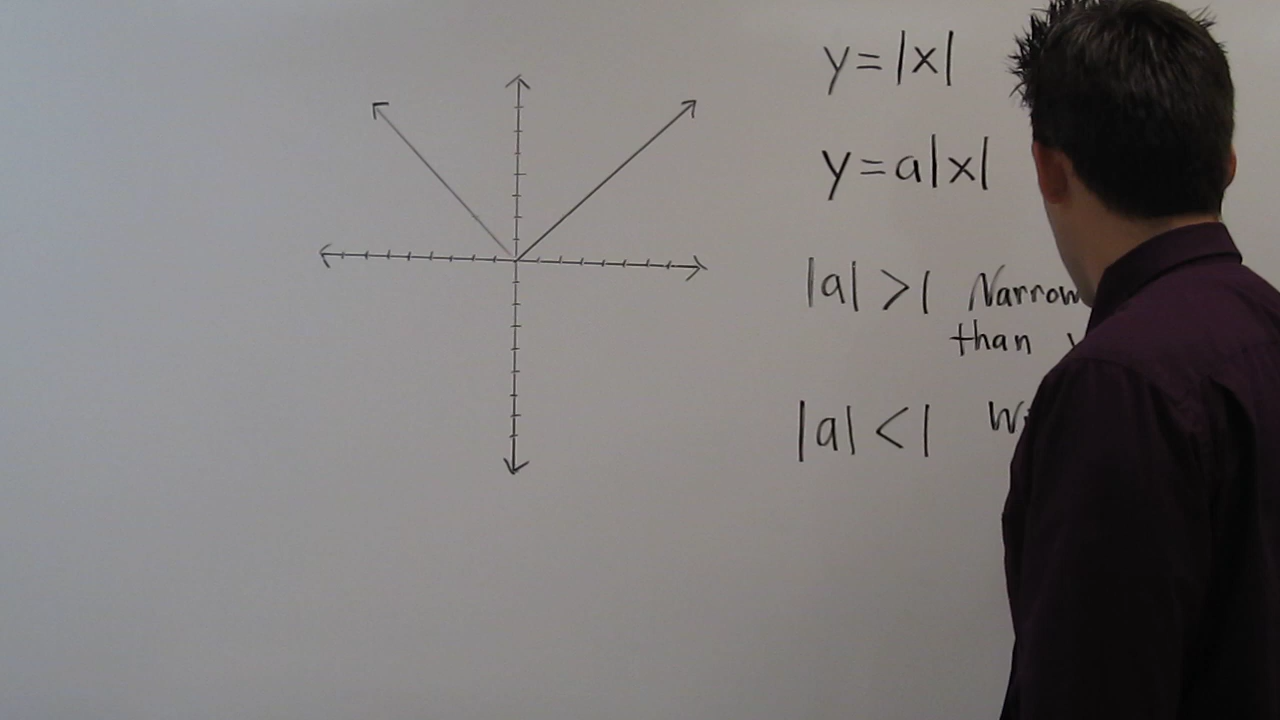 y=|x|
y=a|x|
|a| >1 Narrow
than
|a| <1